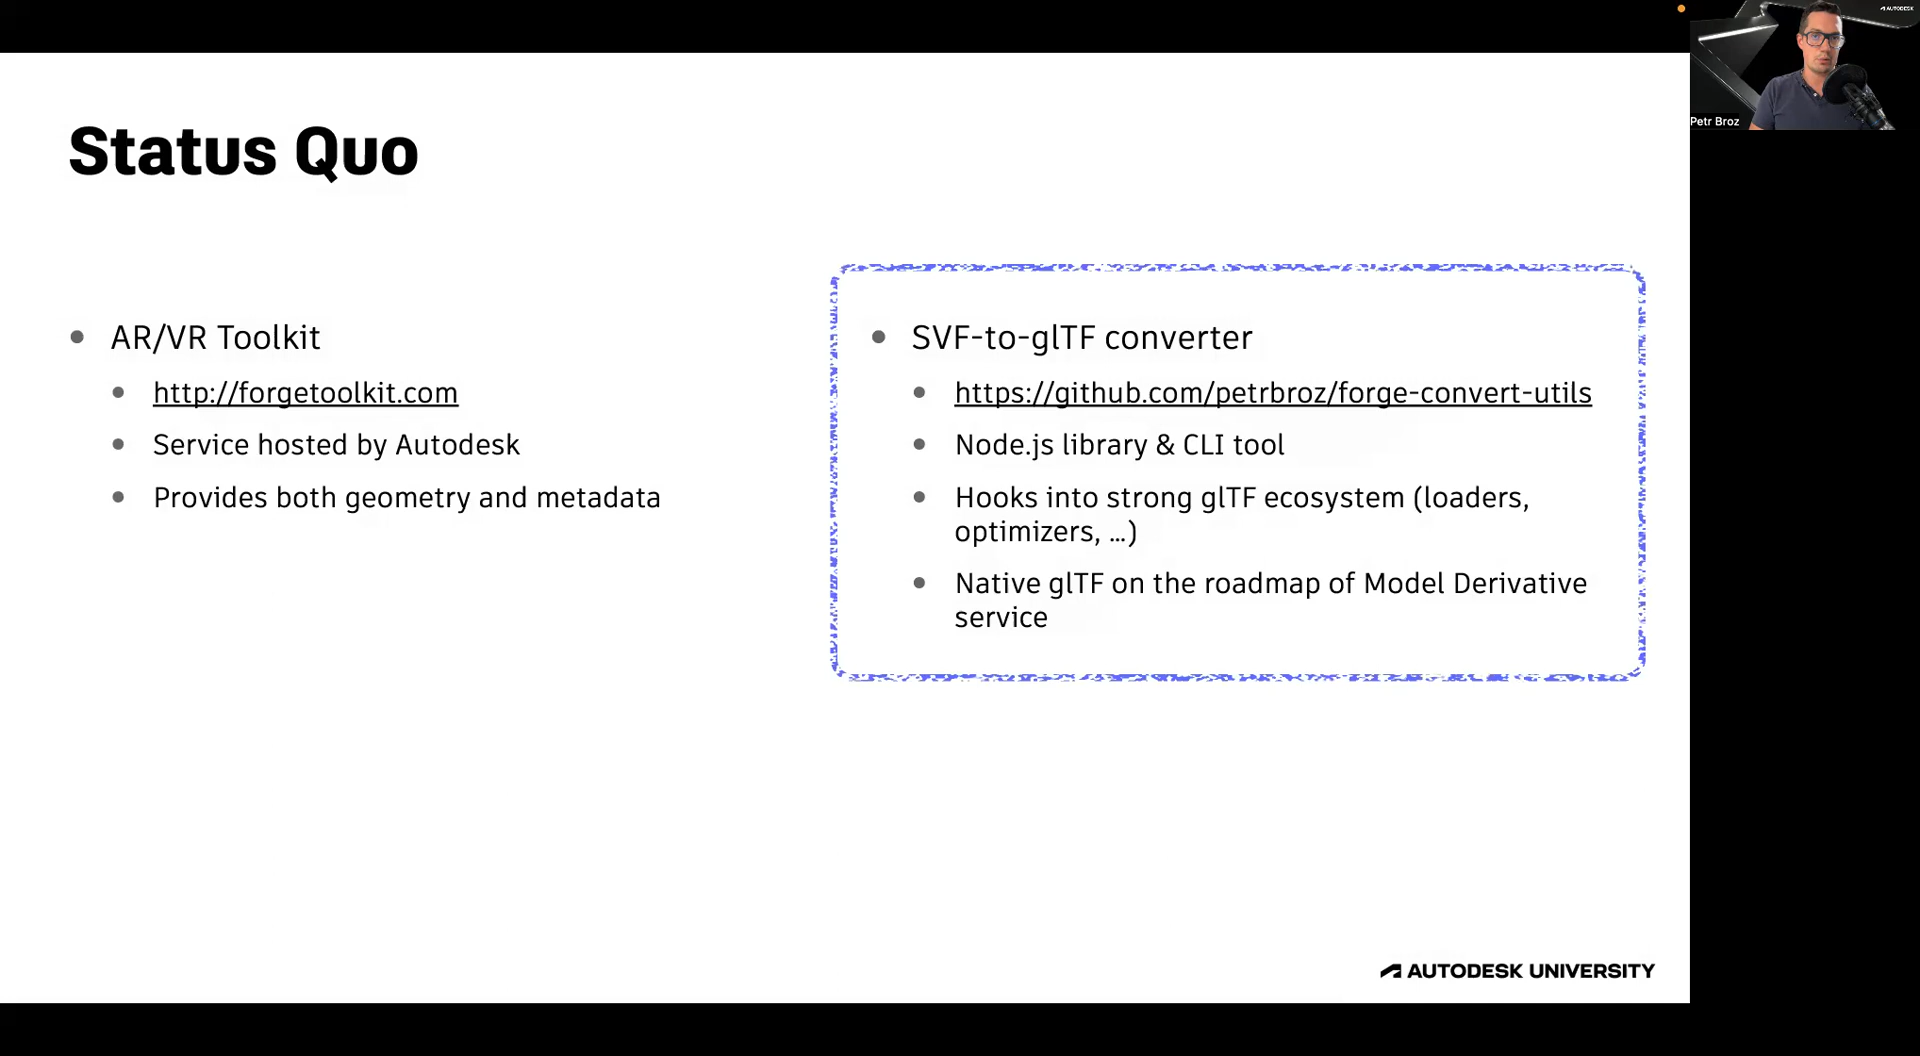 Status Quo
AR/VR Toolkit
http://forgetoolkit.com
Service hosted by Autodesk
Provides both geometry and metadata
SVF-to-glTF converter
https://github.com/petrbroz/forge-convert-utils
Node.js library & CLI tool
Hooks into strong glTF ecosystem (loaders,
optimizers, …)
Native glTF on the roadmap of Model Derivative
service
AUTODESK UNIVERSITY
AUTODESK
Petr Broz